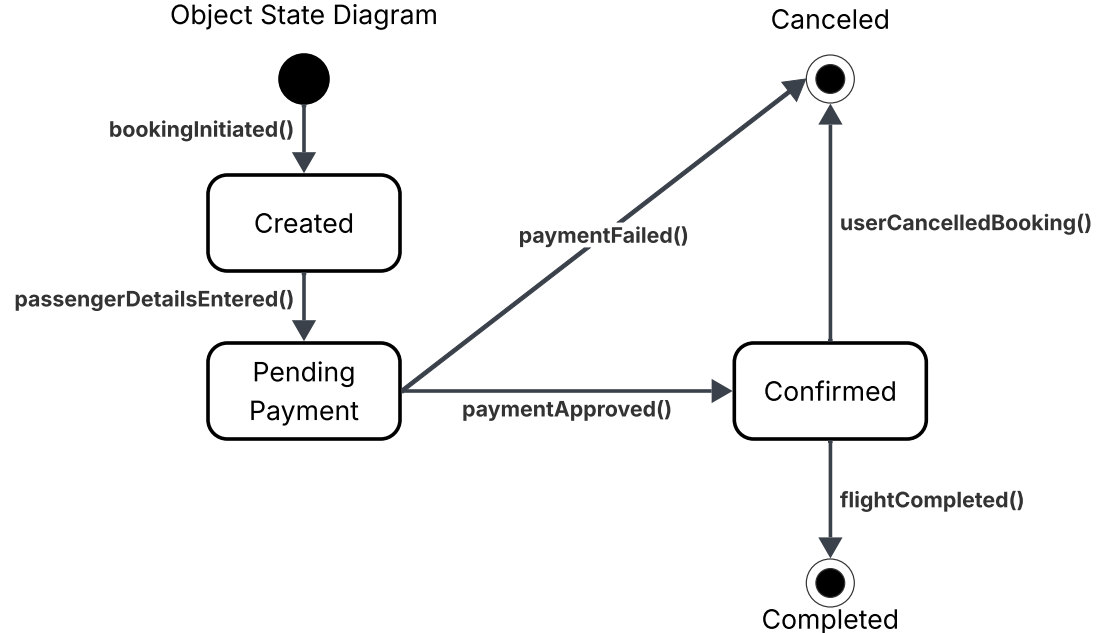 Object State Diagram
Canceled
bookingInitiated()
Created
paymentFailed()
userCancelledBooking()
passengerDetailsEntered()
Pending
Payment
paymentApproved()
Confirmed
flightCompleted()
Completed